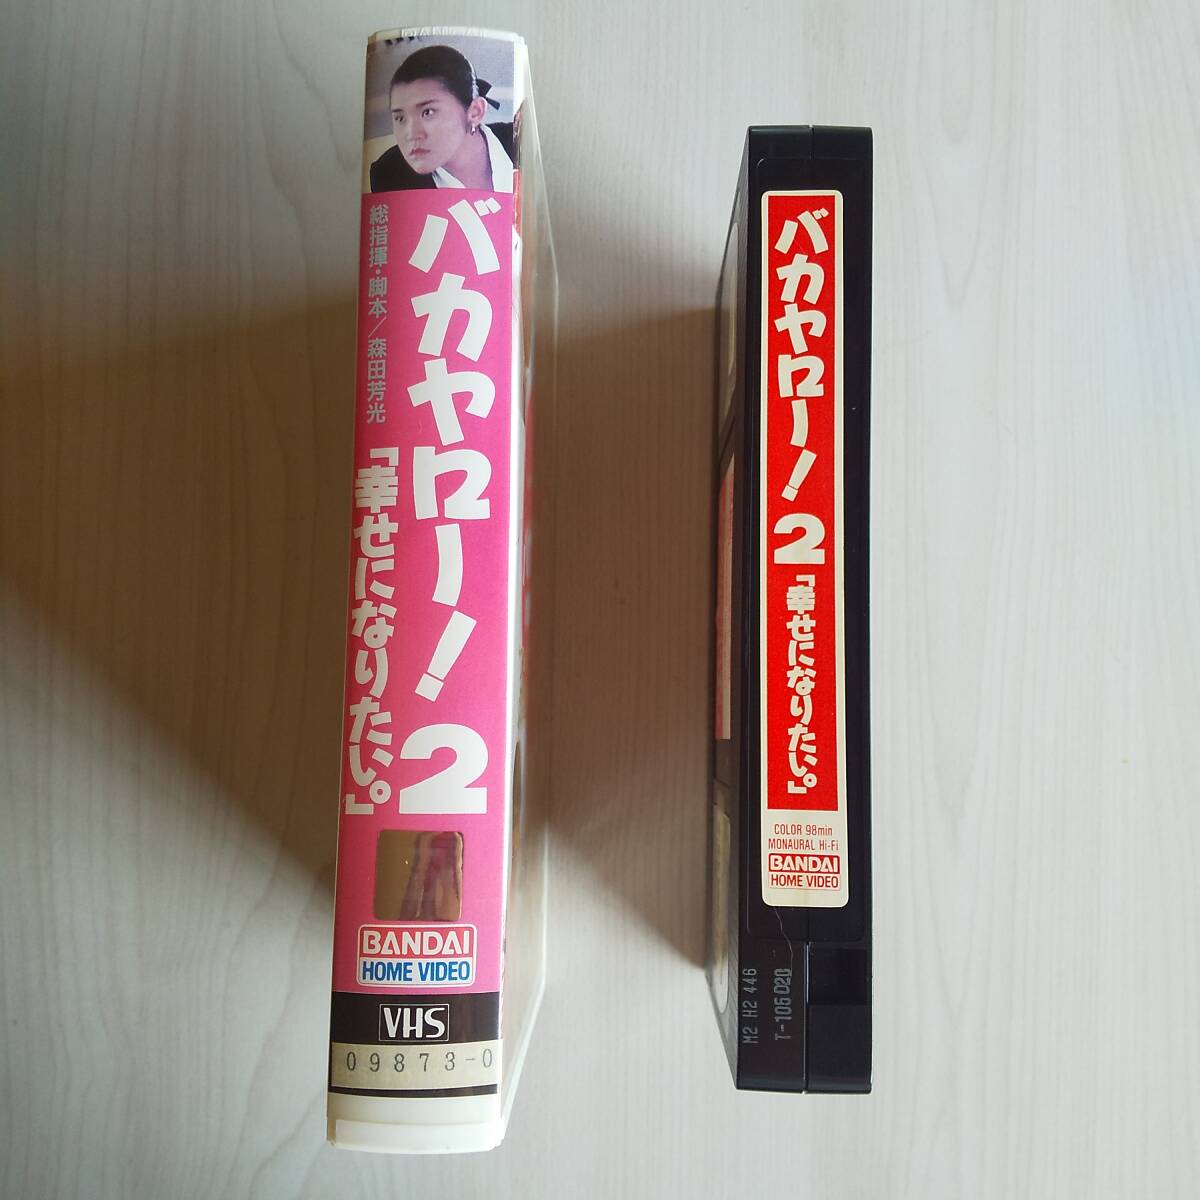 バカヤロー!2
「幸せになりたい。」
総指揮・脚本/森田芳光
BANDAI
HOME VIDEO
VHS
09873-0
バカヤロー!2「幸せになりたい。」
COLOR 98min
MONAURAL Hi-Fi
BANDAI
HOME VIDEO
M2 H2 446